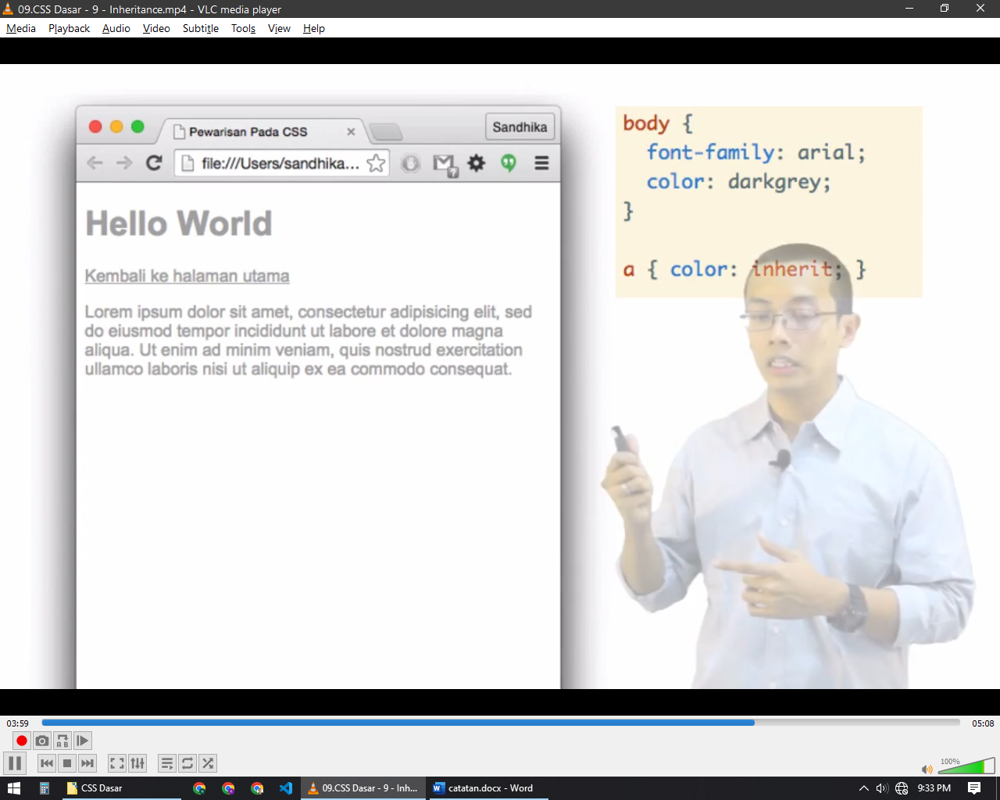 09.CSS Dasar - 9 - Inheritance.mp4 - VLC media player
Media Playback Audio Video Subtitle Tools View Help
Pewarisan Pada CSS
Sandhika
file:///Users/sandhika...
?
Hello World
Kembali ke halaman utama
Lorem ipsum dolor sit amet, consectetur adipisicing elit, sed
do eiusmod tempor incididunt ut labore et dolore magna
aliqua. Ut enim ad minim veniam, quis nostrud exercitation
ullamco laboris nisi ut aliquip ex ea commodo consequat.
body {
font-family: arial;
color: darkgrey;
}
a { color: inherit; }
03:59
05:08
A B
100%
CSS Dasar
09.CSS Dasar - 9 - Inh...
catatan.docx - Word
9:33 PM